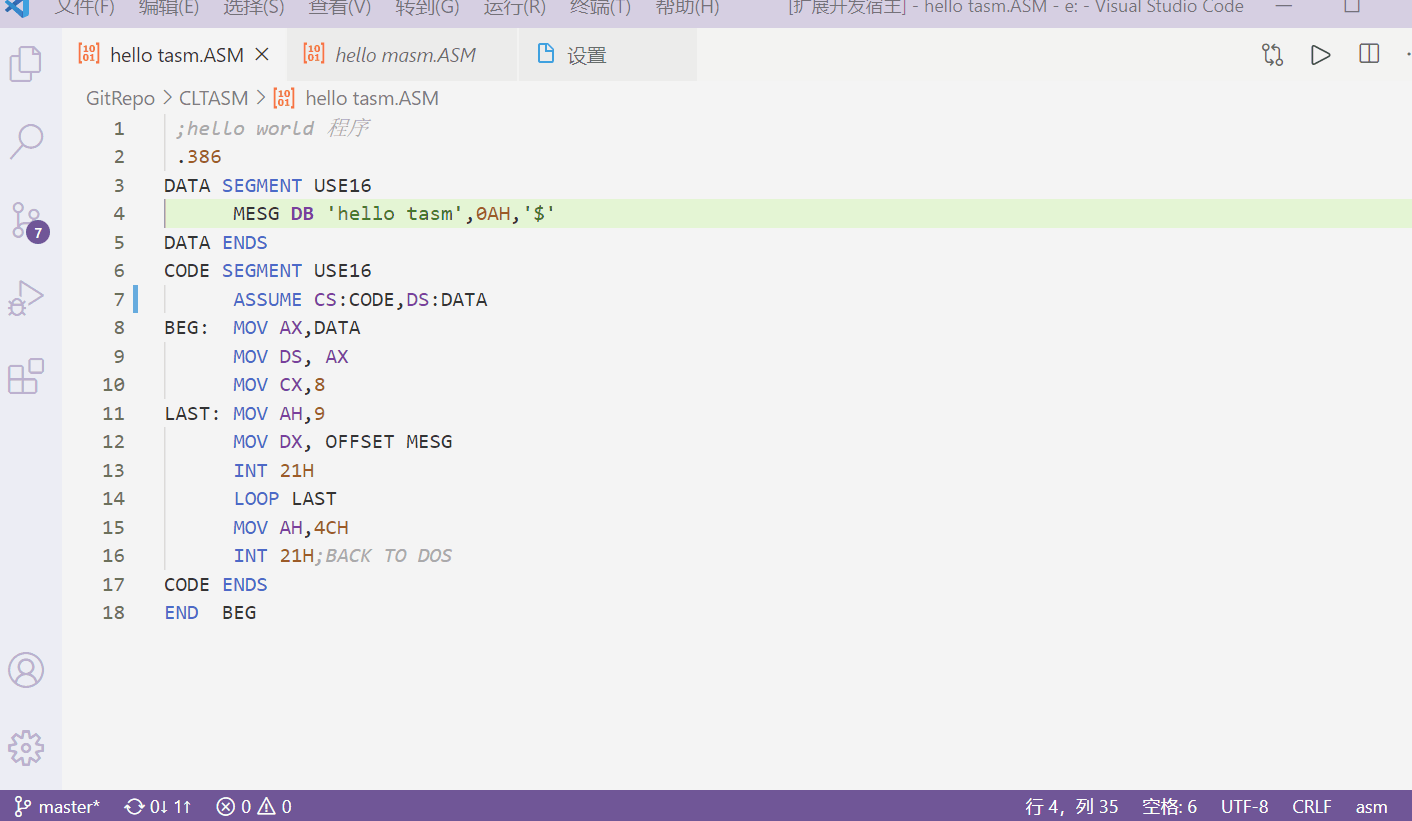 文件(F) 编辑(E) 选择(S) 查看(V) 转到(G) 运行(R) 终端(T) 帮助(H) [扩展开发宿主] - hello tasm.ASM - e: - Visual Studio Code
hello tasm.ASM hello masm.ASM 设置
GitRepo > CLTASM > hello tasm.ASM
1 ;hello world 程序
2 .386
3 DATA SEGMENT USE16
4 MESG DB 'hello tasm',0AH,'$'
5 DATA ENDS
6 CODE SEGMENT USE16
7 ASSUME CS:CODE,DS:DATA
8 BEG: MOV AX,DATA
9 MOV DS, AX
10 MOV CX,8
11 LAST: MOV AH,9
12 MOV DX, OFFSET MESG
13 INT 21H
14 LOOP LAST
15 MOV AH,4CH
16 INT 21H;BACK TO DOS
17 CODE ENDS
18 END BEG
7
master* 0↓ 1↑ 0 0 行 4，列 35 空格: 6 UTF-8 CRLF asm